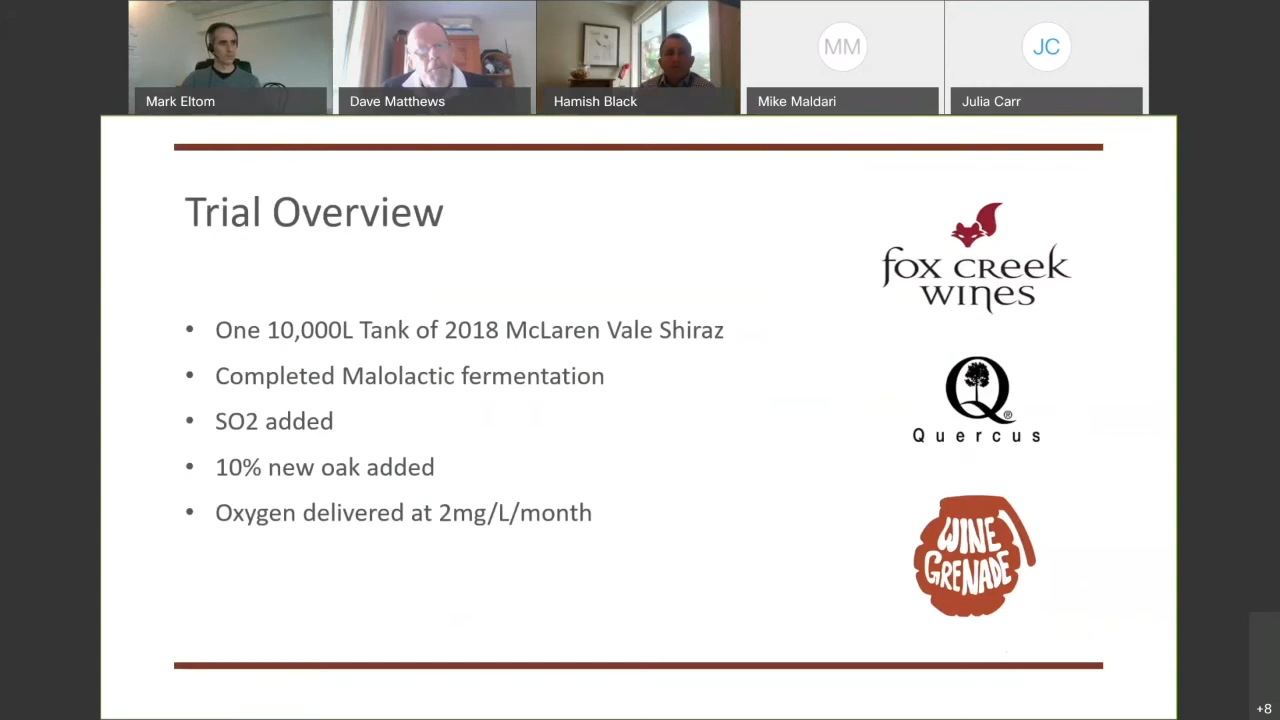 Mark Eltom
Dave Matthews
Hamish Black
MM
Mike Maldari
JC
Julia Carr
Trial Overview
• One 10,000L Tank of 2018 McLaren Vale Shiraz
• Completed Malolactic fermentation
• SO2 added
• 10% new oak added
• Oxygen delivered at 2mg/L/month
fox creek
wines
Q®
Quercus
WINE
GRENADE
+8